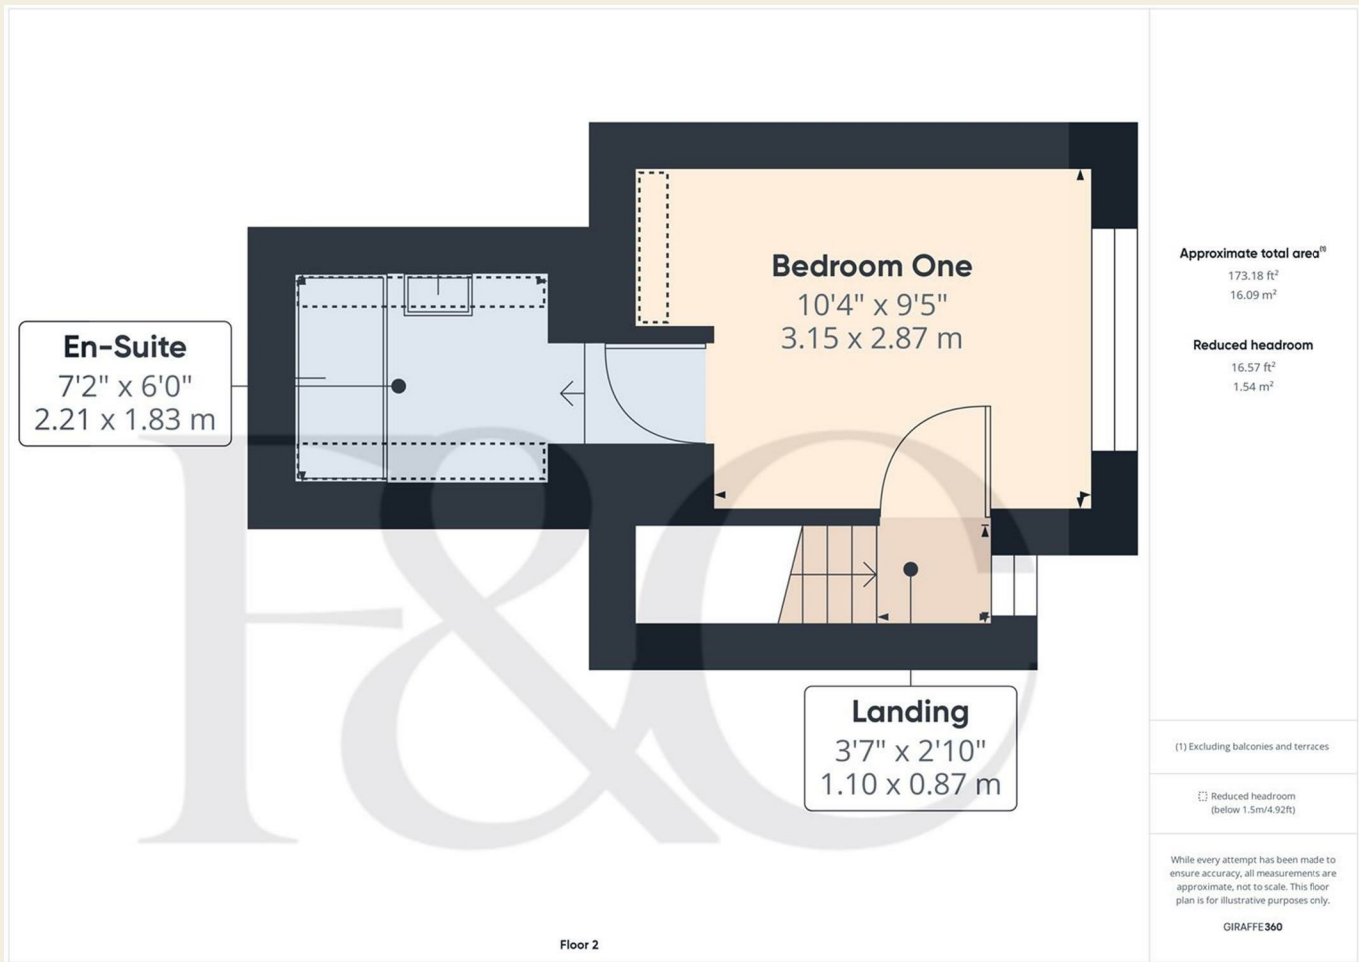 Bedroom One
10'4" x 9'5"
3.15 x 2.87 m
En-Suite
7'2" x 6'0"
2.21 x 1.83 m
Landing
3'7" x 2'10"
1.10 x 0.87 m
F&C
Floor 2
Approximate total area(1)
173.18 ft²
16.09 m²
Reduced headroom
16.57 ft²
1.54 m²
(1) Excluding balconies and terraces
Reduced headroom
(below 1.5m/4.92ft)
While every attempt has been made to
ensure accuracy, all measurements are
approximate, not to scale. This floor
plan is for illustrative purposes only.
GIRAFFE360